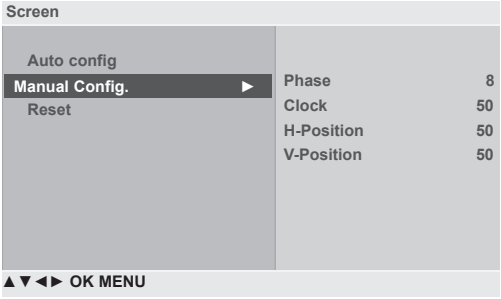 Screen
Auto config
Manual Config. ►
Reset
Phase 8
Clock 50
H-Position 50
V-Position 50
▲▼◄► OK MENU